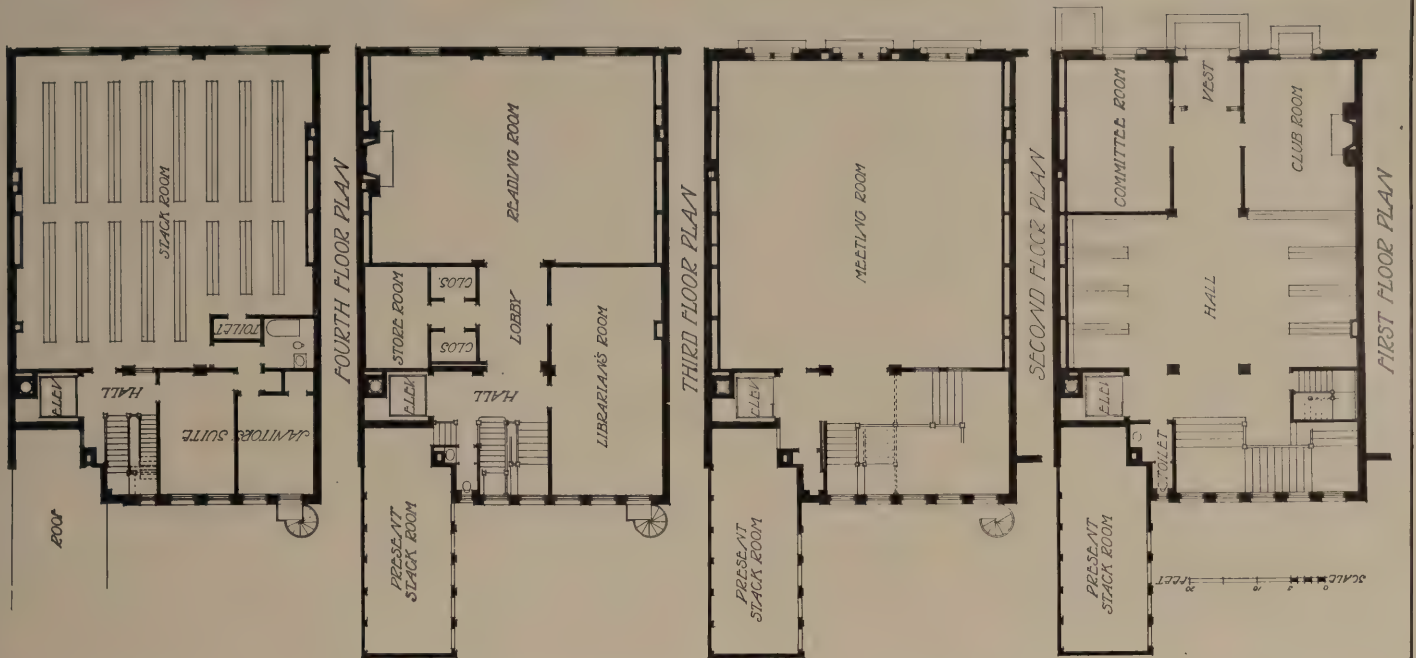 STACK ROOM
TOILET
ELEV
HALL
JANITORS SUITE
ROOF
FOURTH FLOOR PLAN
READING ROOM
STORE ROOM
CLOS.
CLOS
LOBBY
ELEV
HALL
LIBRARIAN'S ROOM
PRESENT
STACK ROOM
THIRD FLOOR PLAN
MEETING ROOM
ELEV
PRESENT
STACK ROOM
SECOND FLOOR PLAN
COMMITTEE ROOM
VEST
CLUB ROOM
HALL
ELEV
TOILET
PRESENT
STACK ROOM
FIRST FLOOR PLAN
SCALE
FEET